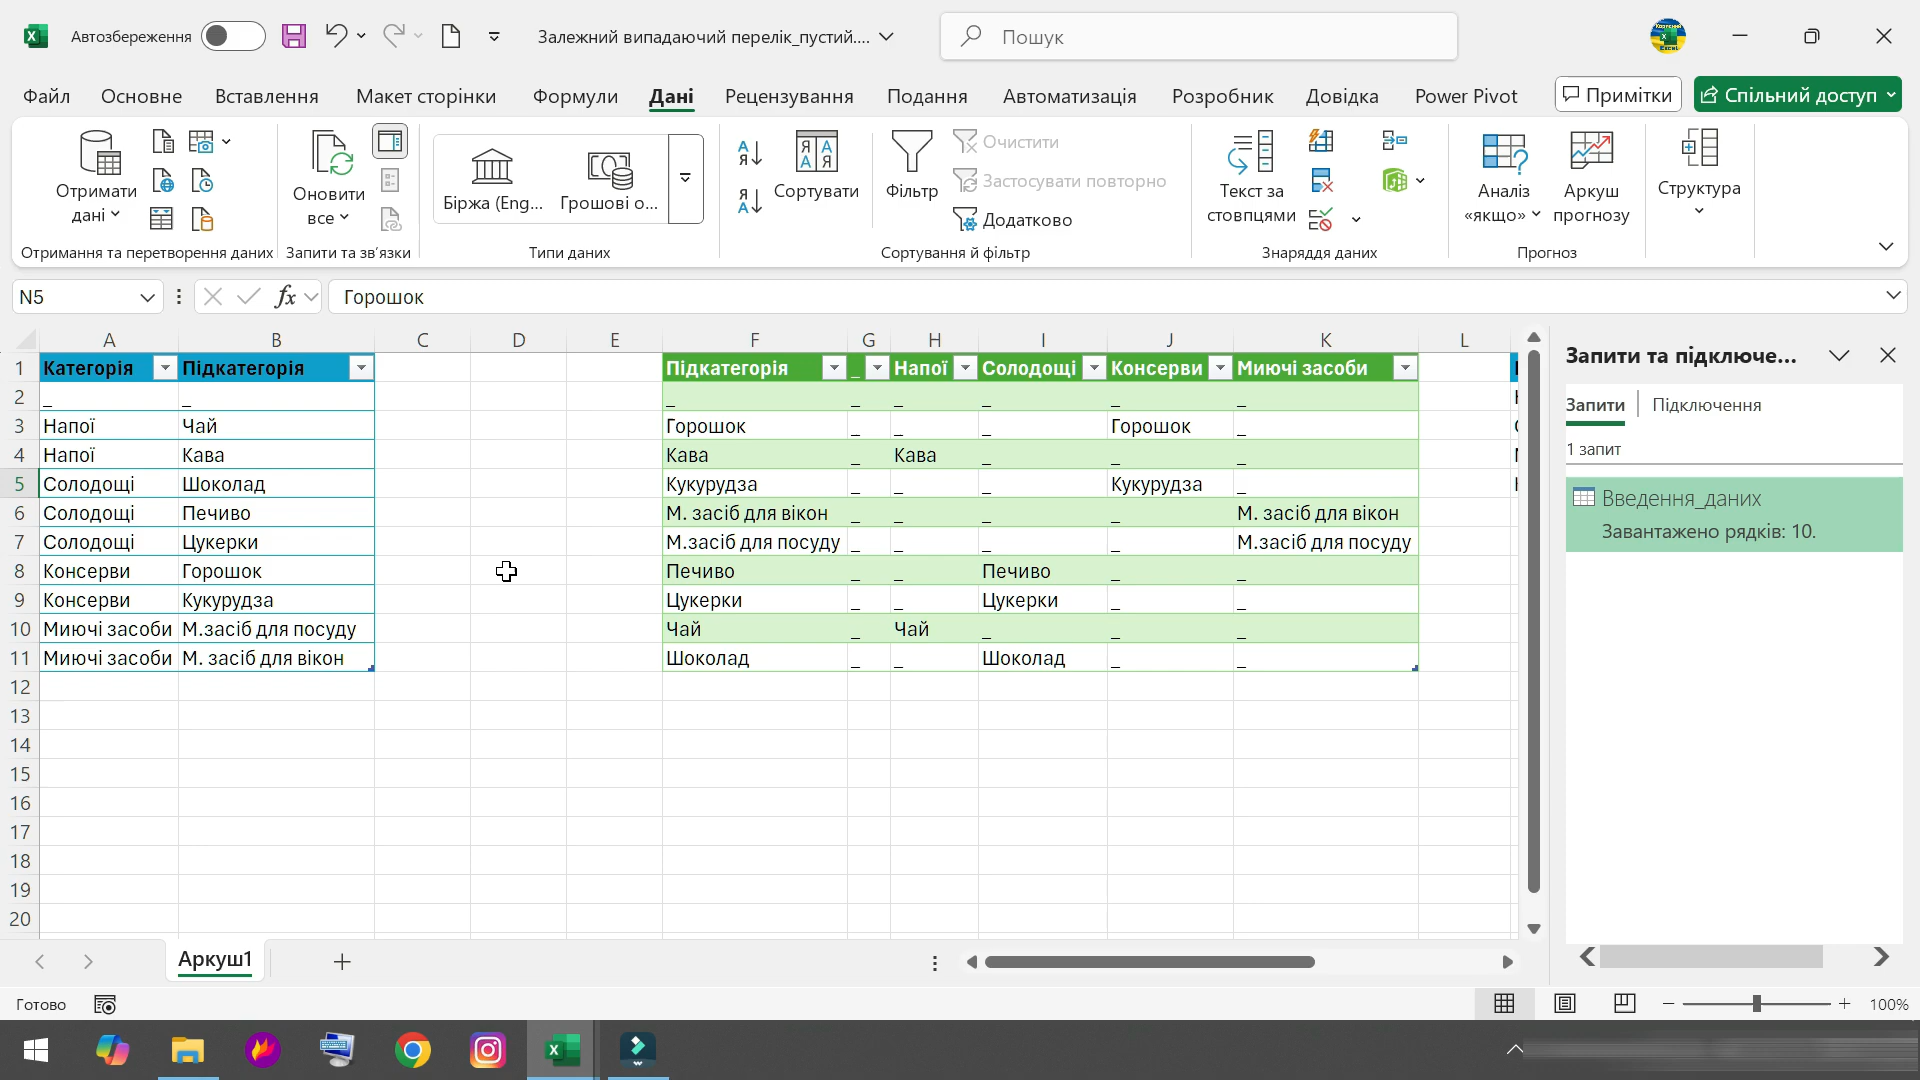 Автозбереження
Залежний випадаючий перелік_пустий....
Пошук
Файл Основне Вставлення Макет сторінки Формули Дані Рецензування Подання Автоматизація Розробник Довідка Power Pivot Примітки Спільний доступ
Отримати дані
Отримання та перетворення даних
Оновити все
Запити та зв'язки
Біржа (Eng... Грошові о...
Типи даних
Сортувати
Фільтр
Очистити
Застосувати повторно
Додатково
Сортування й фільтр
Текст за стовпцями
Знаряддя даних
Аналіз «якщо»
Аркуш прогнозу
Прогноз
Структура
N5 fx Горошок
A B C D E F G H I J K L
1 Категорія Підкатегорія Підкатегорія _ Напої Солодощі Консерви Миючі засоби
2 _ _ _ _ _ _ _ _
3 Напої Чай Горошок _ _ _ Горошок _
4 Напої Кава Кава _ Кава _ _ _
5 Солодощі Шоколад Кукурудза _ _ _ Кукурудза _
6 Солодощі Печиво М. засіб для вікон _ _ _ _ М. засіб для вікон
7 Солодощі Цукерки М.засіб для посуду _ _ _ _ М.засіб для посуду
8 Консерви Горошок Печиво _ _ Печиво _ _
9 Консерви Кукурудза Цукерки _ _ Цукерки _ _
10 Миючі засоби М.засіб для посуду Чай _ Чай _ _ _
11 Миючі засоби М. засіб для вікон Шоколад _ _ Шоколад _ _
12
13
14
15
16
17
18
19
20
Запити та підключе...
Запити Підключення
1 запит
Введення_даних
Завантажено рядків: 10.
Аркуш1
Готово
100%